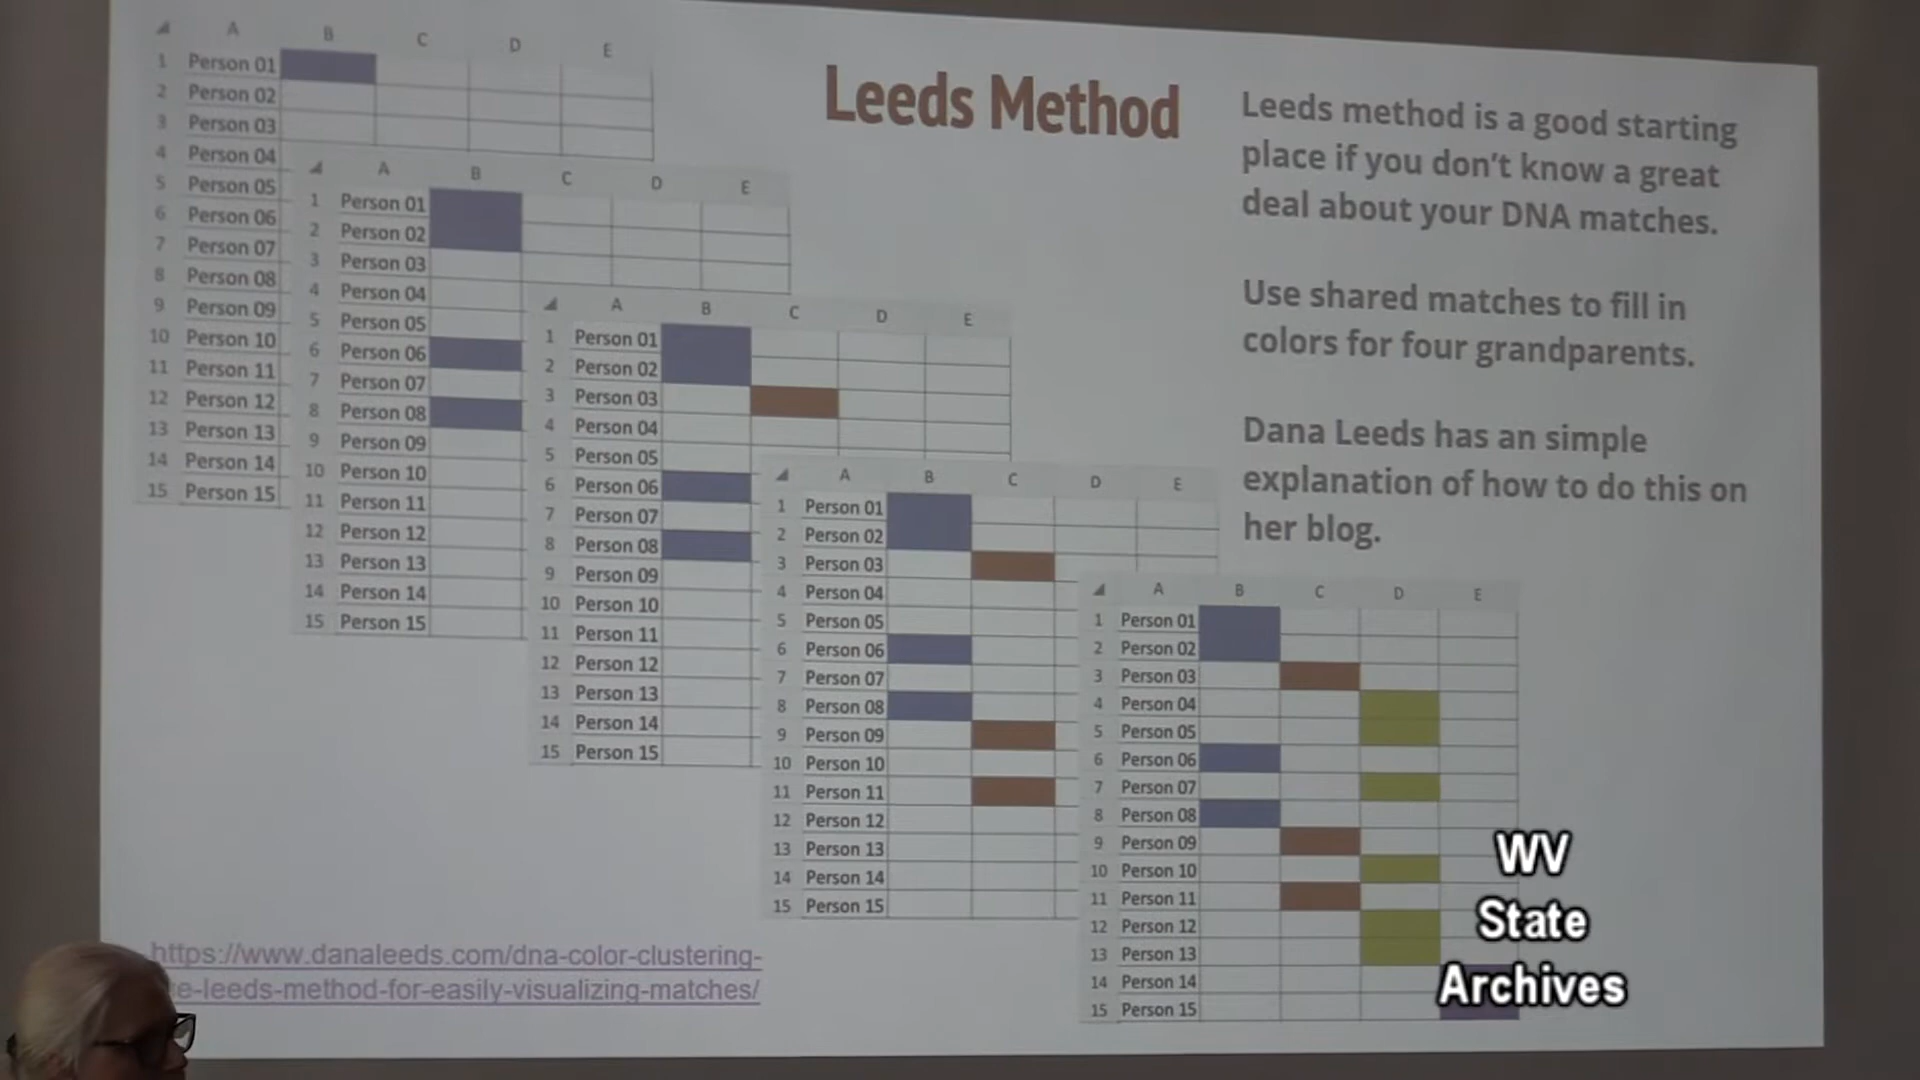 Leeds Method
Leeds method is a good starting
place if you don't know a great
deal about your DNA matches.
Use shared matches to fill in
colors for four grandparents.
Dana Leeds has an simple
explanation of how to do this on
her blog.
A B C D E
1 Person 01
2 Person 02
3 Person 03
4 Person 04
5 Person 05
6 Person 06
7 Person 07
8 Person 08
9 Person 09
10 Person 10
11 Person 11
12 Person 12
13 Person 13
14 Person 14
15 Person 15
A B C D E
1 Person 01
2 Person 02
3 Person 03
4 Person 04
5 Person 05
6 Person 06
7 Person 07
8 Person 08
9 Person 09
10 Person 10
11 Person 11
12 Person 12
13 Person 13
14 Person 14
15 Person 15
A B C D E
1 Person 01
2 Person 02
3 Person 03
4 Person 04
5 Person 05
6 Person 06
7 Person 07
8 Person 08
9 Person 09
10 Person 10
11 Person 11
12 Person 12
13 Person 13
14 Person 14
15 Person 15
A B C D E
1 Person 01
2 Person 02
3 Person 03
4 Person 04
5 Person 05
6 Person 06
7 Person 07
8 Person 08
9 Person 09
10 Person 10
11 Person 11
12 Person 12
13 Person 13
14 Person 14
15 Person 15
A B C D E
1 Person 01
2 Person 02
3 Person 03
4 Person 04
5 Person 05
6 Person 06
7 Person 07
8 Person 08
9 Person 09
10 Person 10
11 Person 11
12 Person 12
13 Person 13
14 Person 14
15 Person 15
https://www.danaleeds.com/dna-color-clustering-
e-leeds-method-for-easily-visualizing-matches/
WV
State
Archives